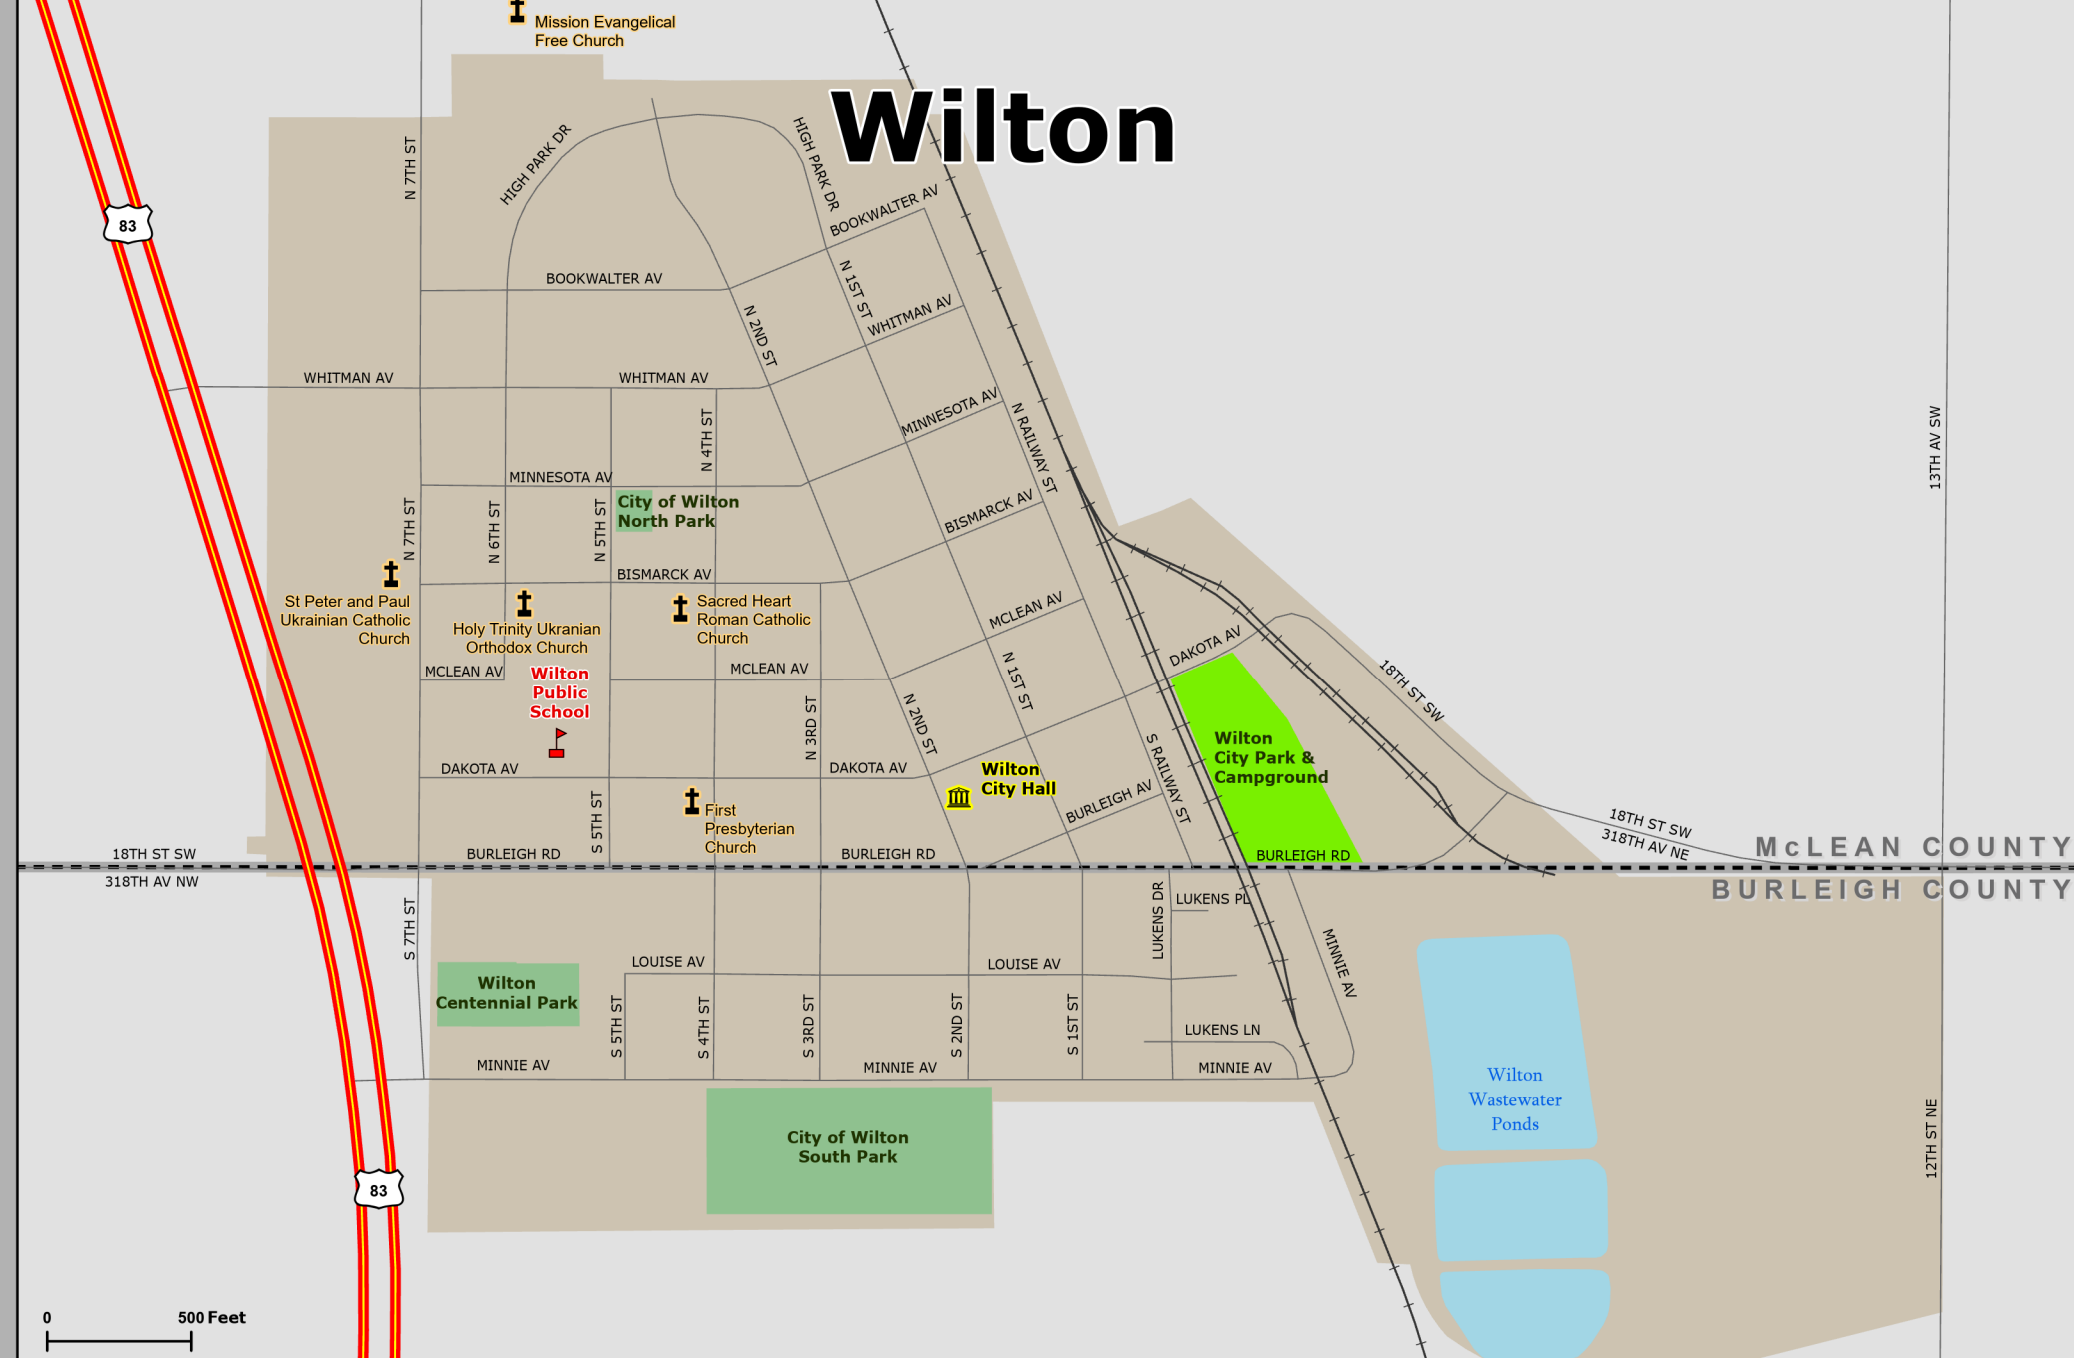 Mission Evangelical
Free Church
Wilton
HIGH PARK DR
HIGH PARK DR
N 7TH ST
BOOKWALTER AV
83
BOOKWALTER AV
N 1ST ST
WHITMAN AV
N 2ND ST
WHITMAN AV
WHITMAN AV
MINNESOTA AV
N RAILWAY ST
N 4TH ST
13TH AV SW
MINNESOTA AV
City of Wilton
North Park
N 7TH ST
N 6TH ST
N 5TH ST
BISMARCK AV
BISMARCK AV
St Peter and Paul
Ukrainian Catholic
Church
Holy Trinity Ukranian
Orthodox Church
Sacred Heart
Roman Catholic
Church
MCLEAN AV
DAKOTA AV
MCLEAN AV
MCLEAN AV
N 1ST ST
18TH ST SW
Wilton
Public
School
N 3RD ST
N 2ND ST
DAKOTA AV
DAKOTA AV
Wilton
City Hall
S RAILWAY ST
Wilton
City Park &
Campground
BURLEIGH AV
S 5TH ST
First
Presbyterian
Church
18TH ST SW
318TH AV NE
18TH ST SW
318TH AV NW
BURLEIGH RD
BURLEIGH RD
BURLEIGH RD
McLEAN COUNTY
BURLEIGH COUNTY
S 7TH ST
LUKENS DR
LUKENS PL
MINNIE AV
LOUISE AV
LOUISE AV
Wilton
Centennial Park
S 5TH ST
S 4TH ST
S 3RD ST
S 2ND ST
S 1ST ST
LUKENS LN
MINNIE AV
MINNIE AV
MINNIE AV
Wilton
Wastewater
Ponds
12TH ST NE
City of Wilton
South Park
83
0
500 Feet